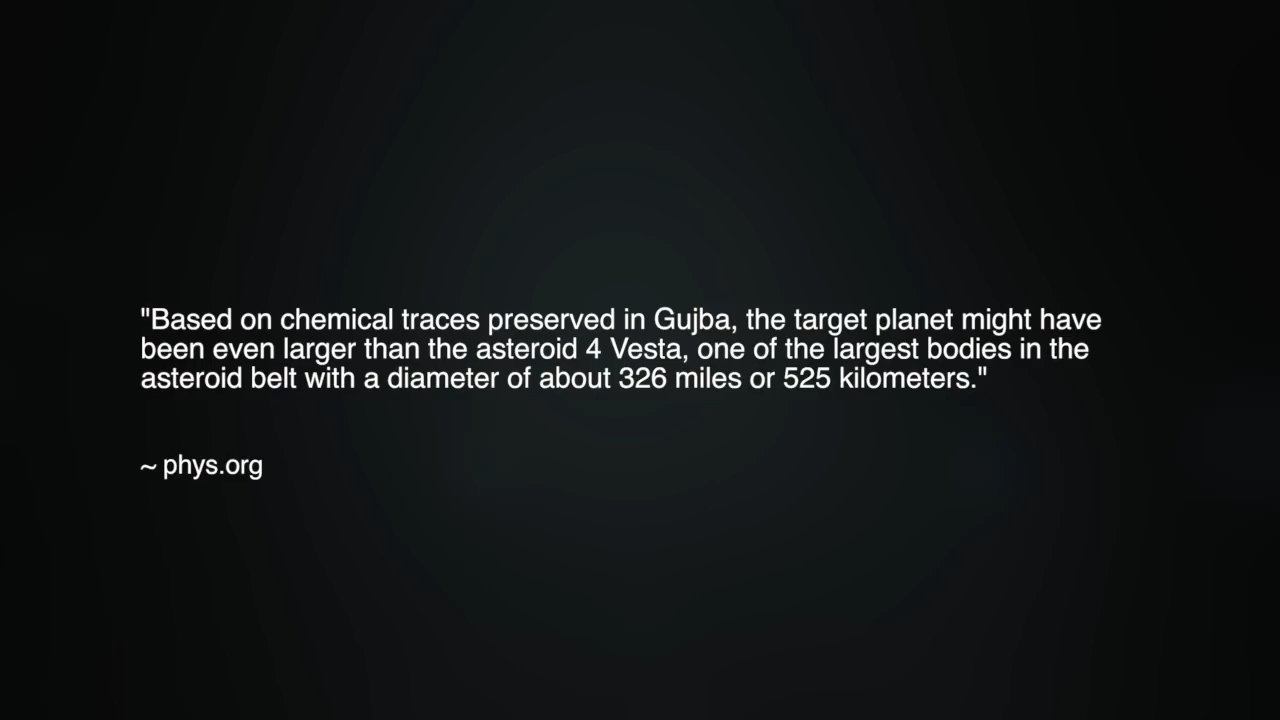 "Based on chemical traces preserved in Gujba, the target planet might have
been even larger than the asteroid 4 Vesta, one of the largest bodies in the
asteroid belt with a diameter of about 326 miles or 525 kilometers."
~ phys.org